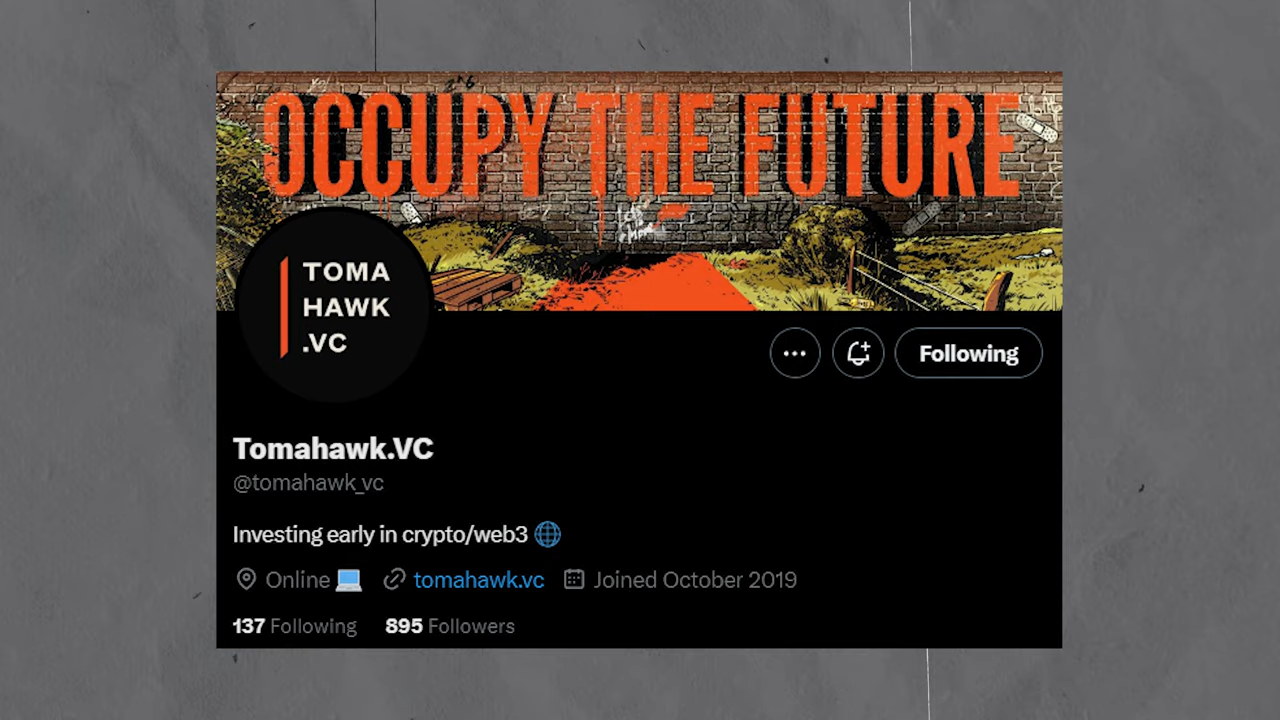 OCCUPY THE FUTURE
TOMA
HAWK
.VC
Following
Tomahawk.VC
@tomahawk_vc
Investing early in crypto/web3
Online tomahawk.vc Joined October 2019
137 Following 895 Followers